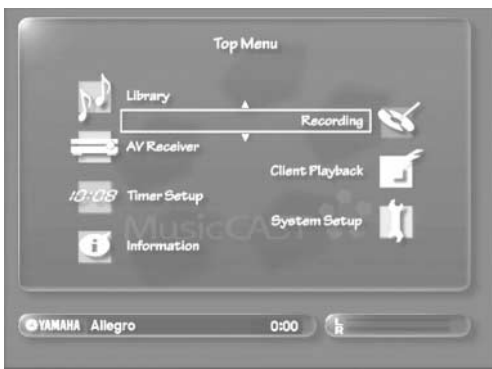 Top Menu
Library
Recording
AV Receiver
Client Playback
10:08 Timer Setup
System Setup
MusicCAST
Information
YAMAHA Allegro 0:00 L
R